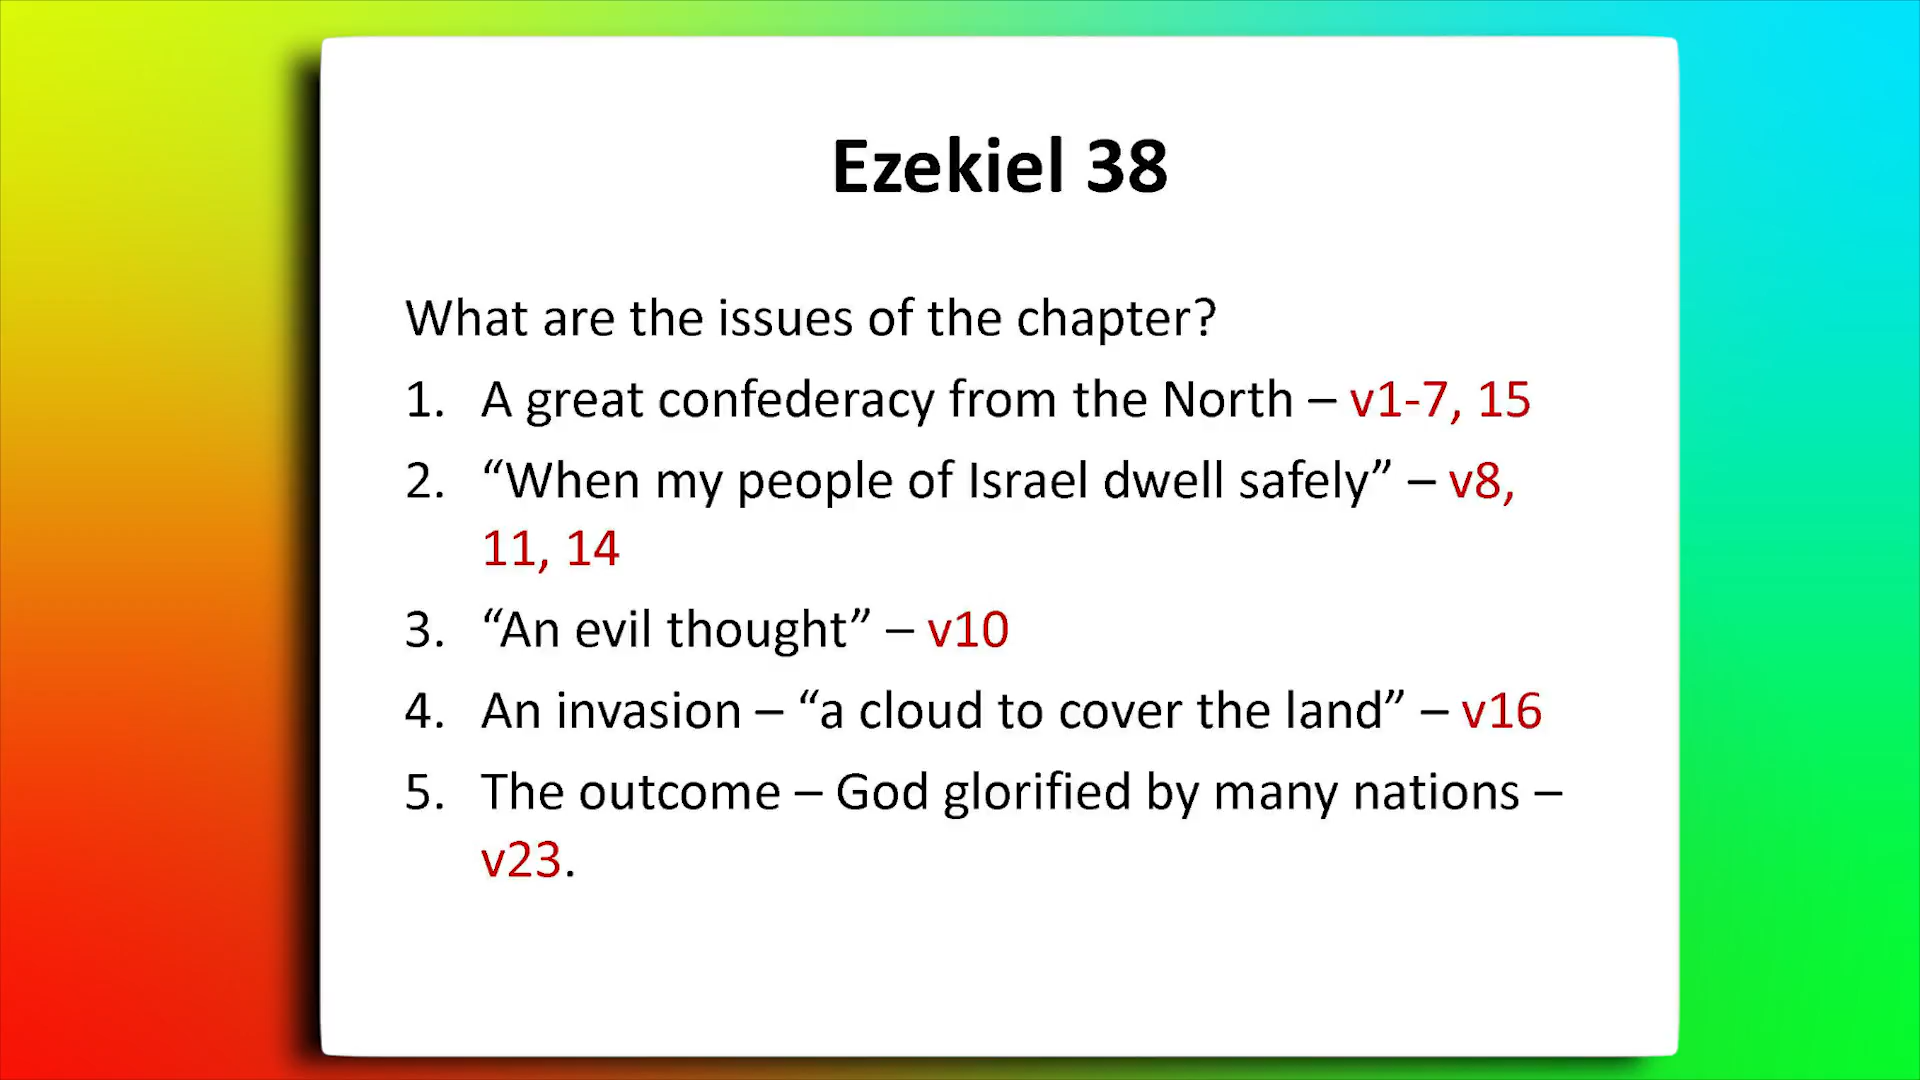 Ezekiel 38
What are the issues of the chapter?
1. A great confederacy from the North – v1-7, 15
2. “When my people of Israel dwell safely” – v8,
11, 14
3. “An evil thought” – v10
4. An invasion – “a cloud to cover the land” – v16
5. The outcome – God glorified by many nations –
v23.